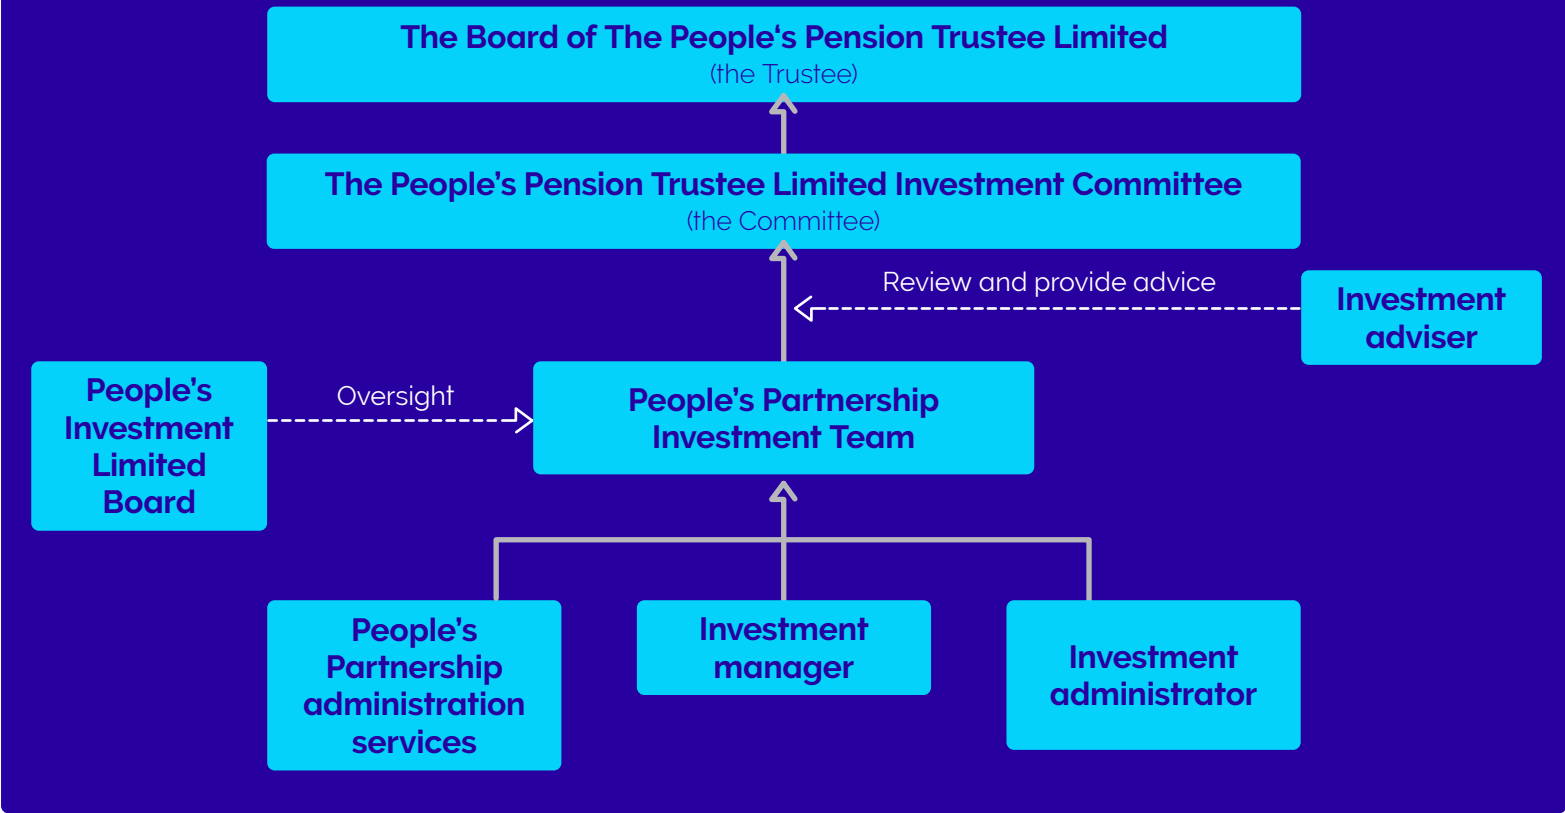 The Board of The People‘s Pension Trustee Limited
(the Trustee)
The People’s Pension Trustee Limited Investment Committee
(the Committee)
Review and provide advice
Investment
adviser
People’s
Investment
Limited
Board
Oversight
People’s Partnership
Investment Team
People’s
Partnership
administration
services
Investment
manager
Investment
administrator